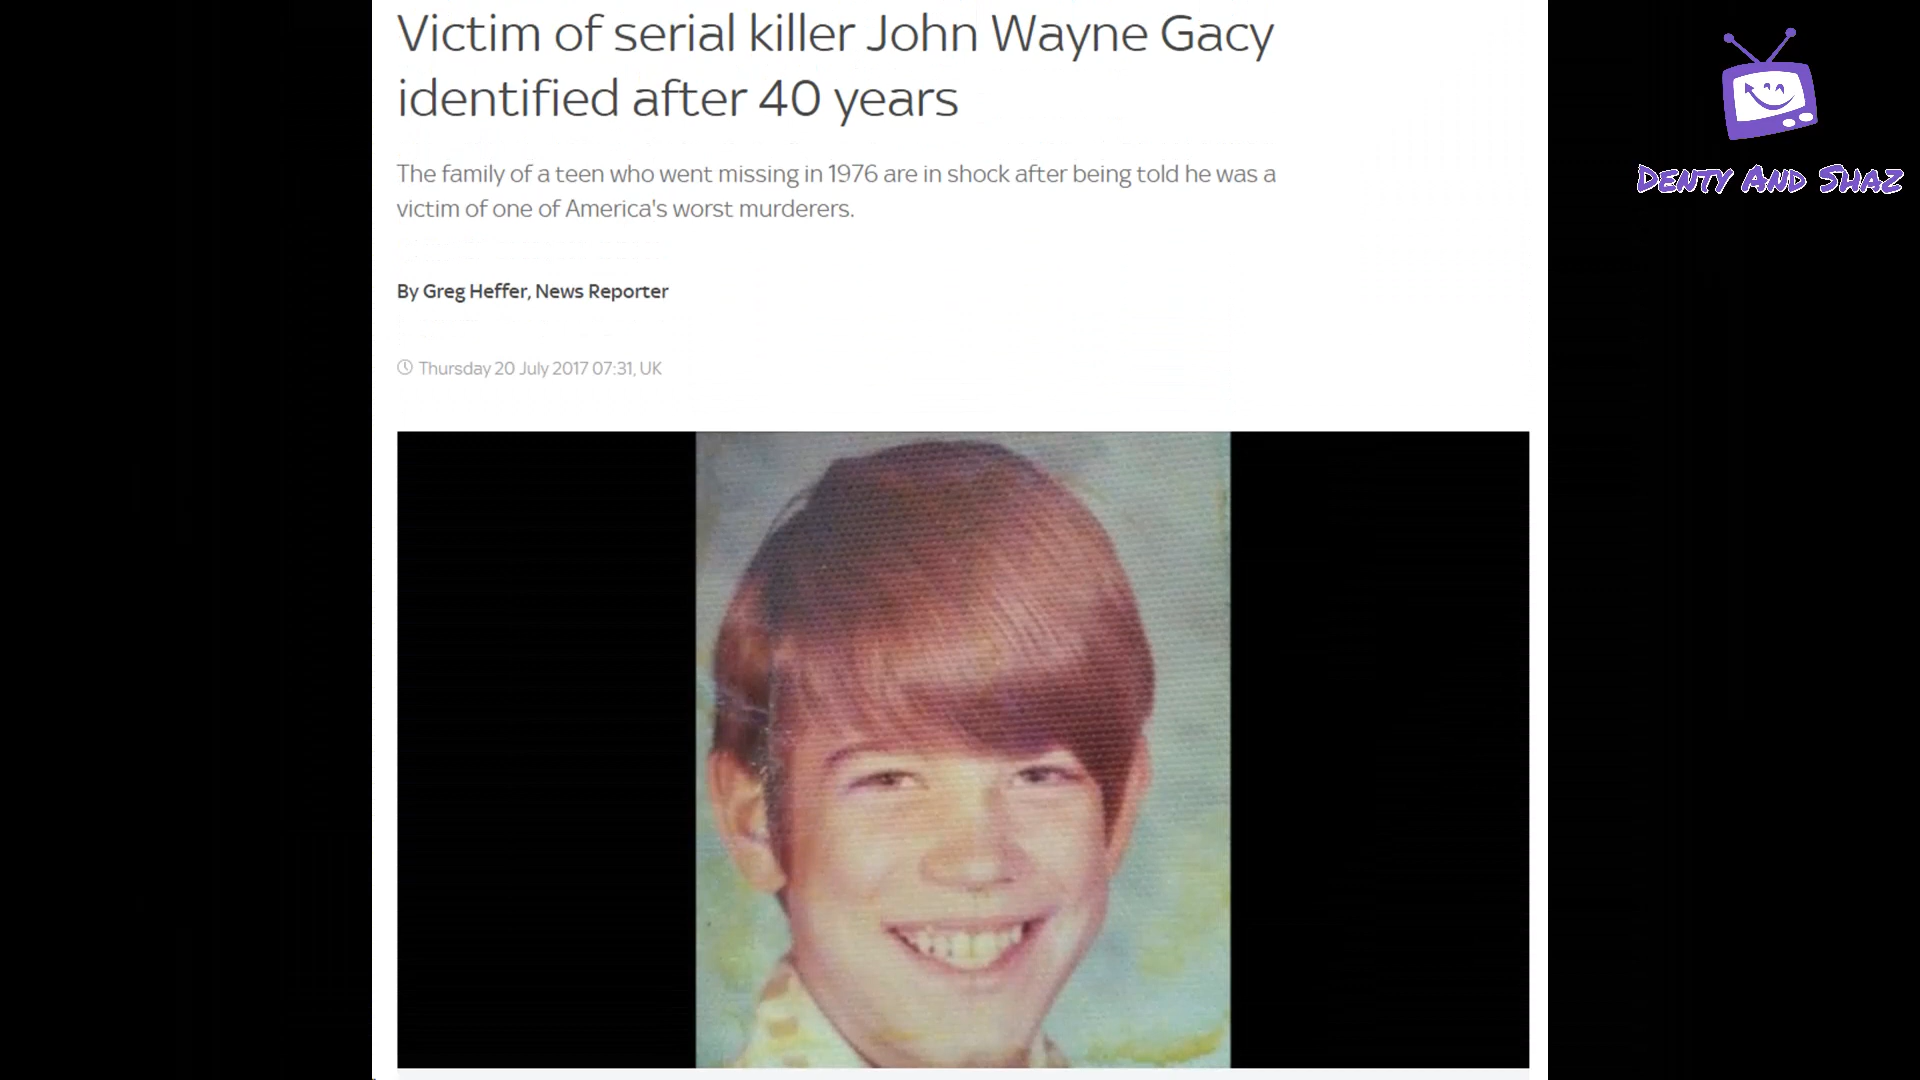 Victim of serial killer John Wayne Gacy
identified after 40 years
The family of a teen who went missing in 1976 are in shock after being told he was a
victim of one of America's worst murderers.
By Greg Heffer, News Reporter
Thursday 20 July 2017 07:31, UK
Denty And Shaz